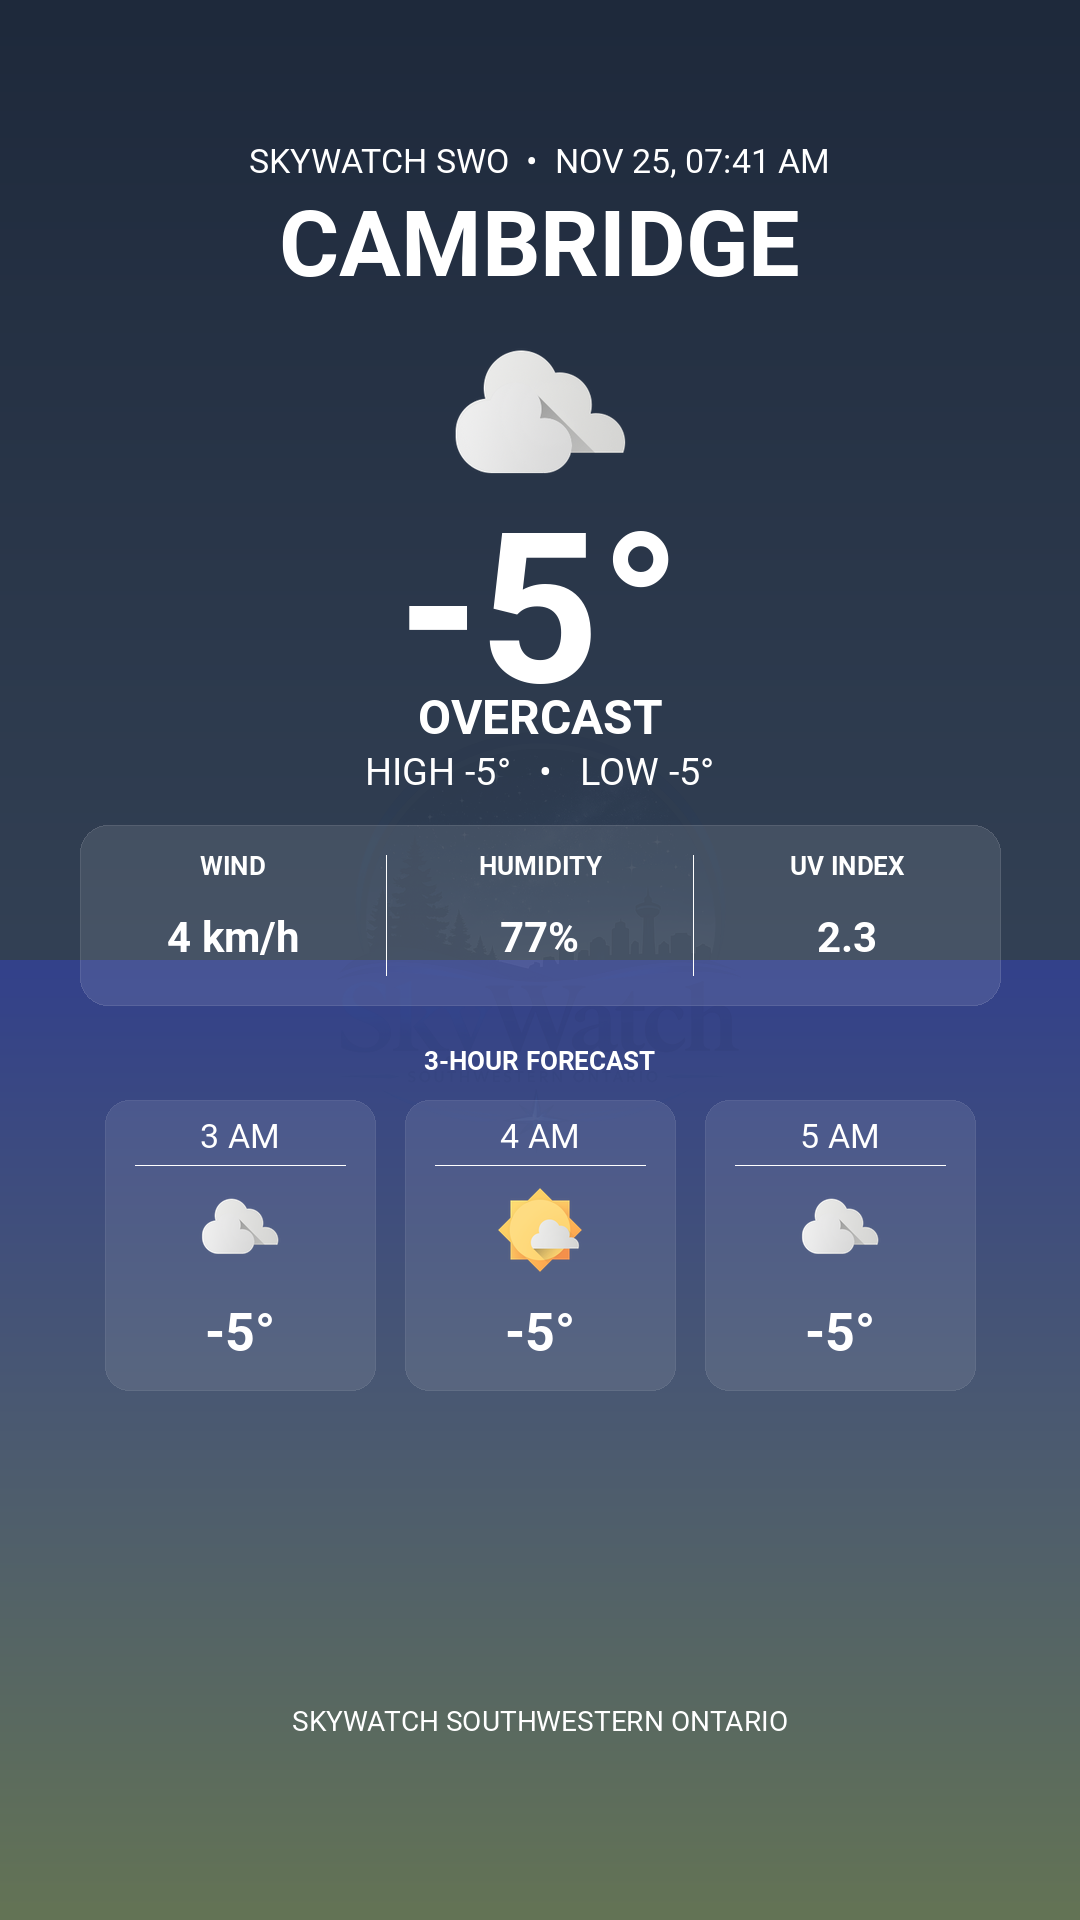 SKYWATCH SWO • NOV 25, 07:41 AM
CAMBRIDGE
-5°
OVERCAST
HIGH -5° • LOW -5°
WIND HUMIDITY UV INDEX
4 km/h 77% 2.3
SkyWatch
3-HOUR FORECAST
3 AM 4 AM 5 AM
-5° -5° -5°
SKYWATCH SOUTHWESTERN ONTARIO